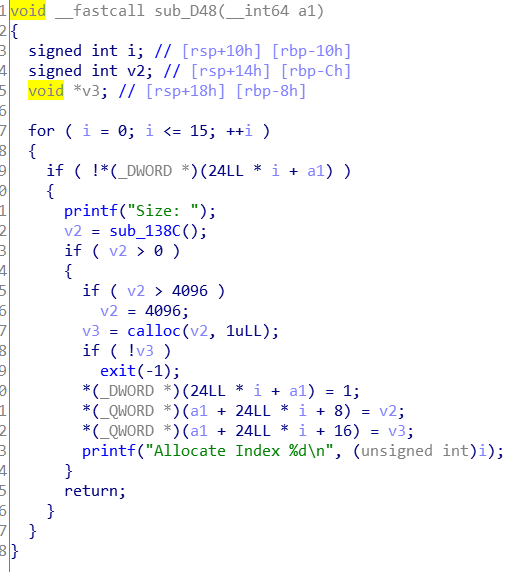 1 void __fastcall sub_D48(__int64 a1)
2 {
3 signed int i; // [rsp+10h] [rbp-10h]
4 signed int v2; // [rsp+14h] [rbp-Ch]
5 void *v3; // [rsp+18h] [rbp-8h]
6
7 for ( i = 0; i <= 15; ++i )
8 {
9 if ( !*(_DWORD *)(24LL * i + a1) )
0 {
1 printf("Size: ");
2 v2 = sub_138C();
3 if ( v2 > 0 )
4 {
5 if ( v2 > 4096 )
6 v2 = 4096;
7 v3 = calloc(v2, 1uLL);
8 if ( !v3 )
9 exit(-1);
0 *(_DWORD *)(24LL * i + a1) = 1;
1 *(_QWORD *)(a1 + 24LL * i + 8) = v2;
2 *(_QWORD *)(a1 + 24LL * i + 16) = v3;
3 printf("Allocate Index %d\n", (unsigned int)i);
4 }
5 return;
6 }
7 }
8 }